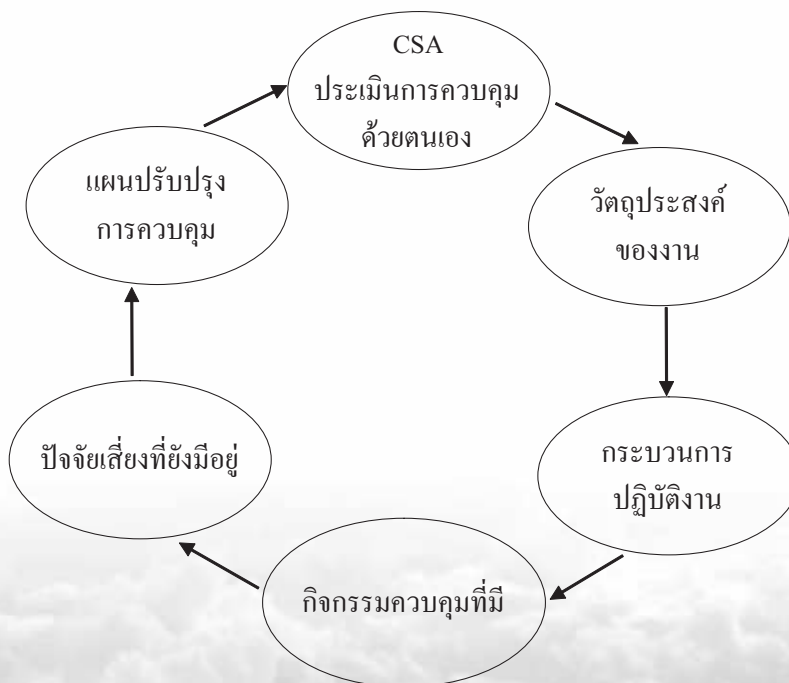 CSA
ประเมินการควบคุม
ด้วยตนเอง
วัตถุประสงค์
ของงาน
กระบวนการ
ปฏิบัติงาน
กิจกรรมควบคุมที่มี
ปัจจัยเสี่ยงที่ยังมีอยู่
แผนปรับปรุง
การควบคุม